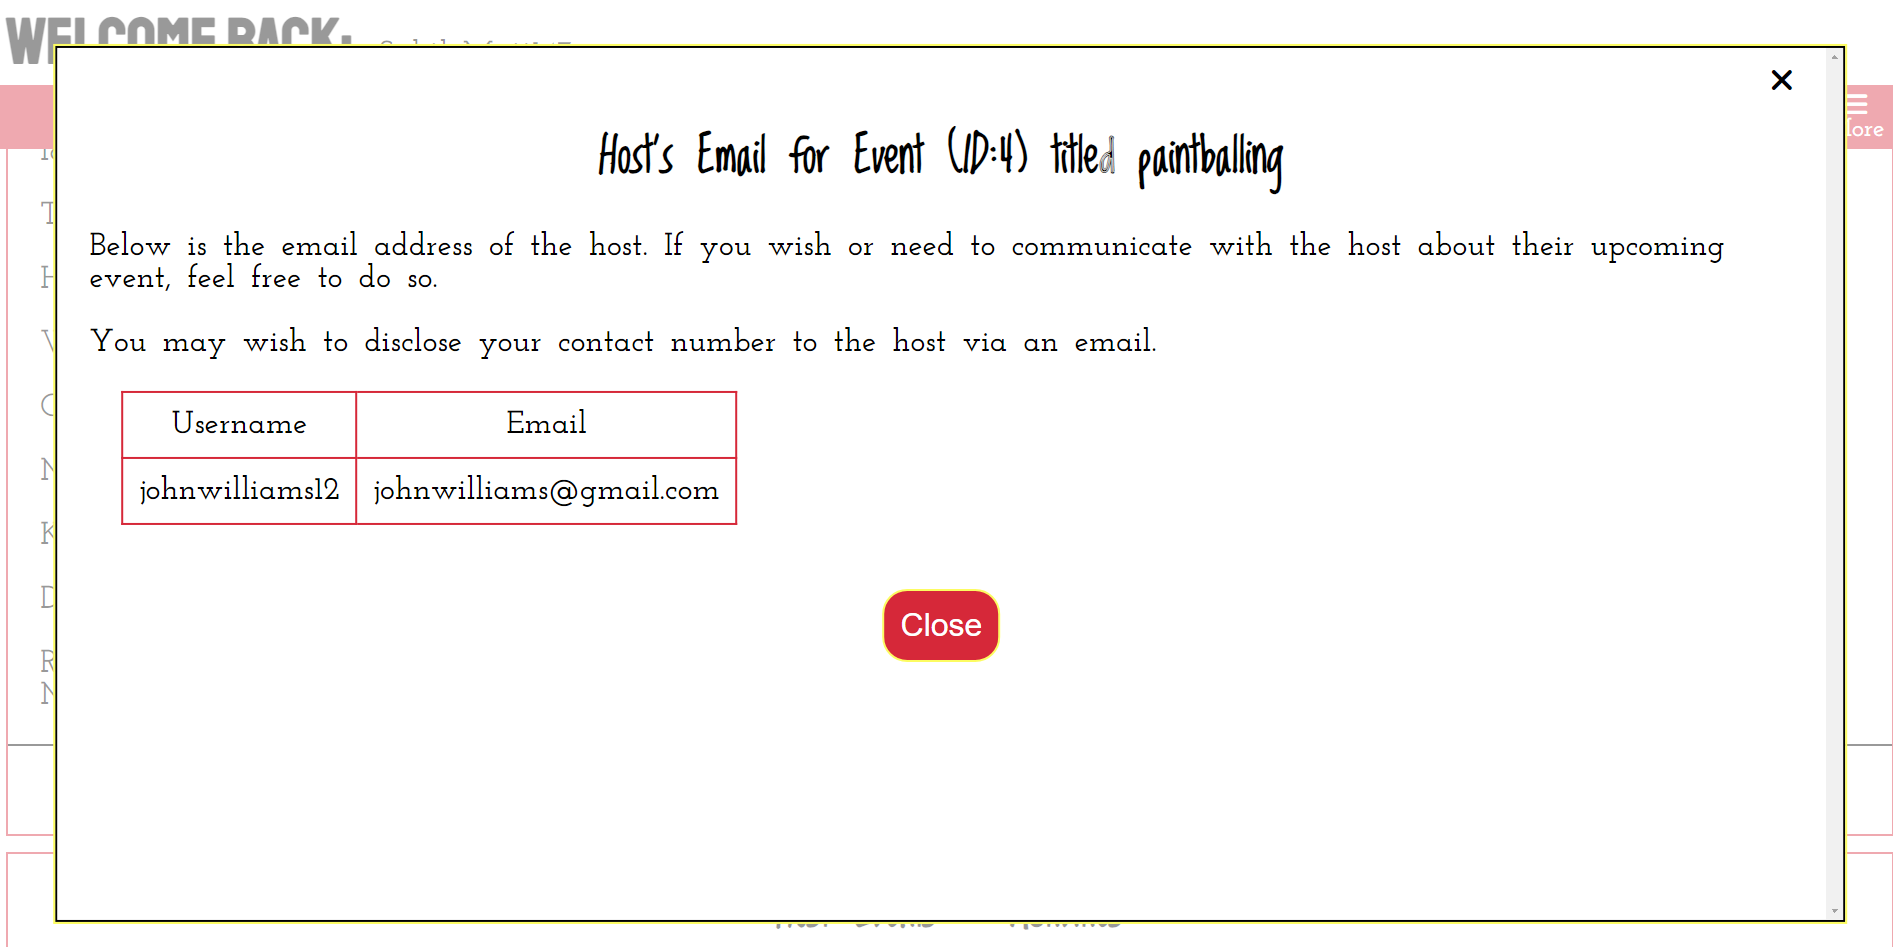 WELCOME BACK:
Host's Email for Event (ID:4) titled paintballing
Below is the email address of the host. If you wish or need to communicate with the host about their upcoming
event, feel free to do so.
You may wish to disclose your contact number to the host via an email.
Username Email
johnwilliams12 johnwilliams@gmail.com
Close